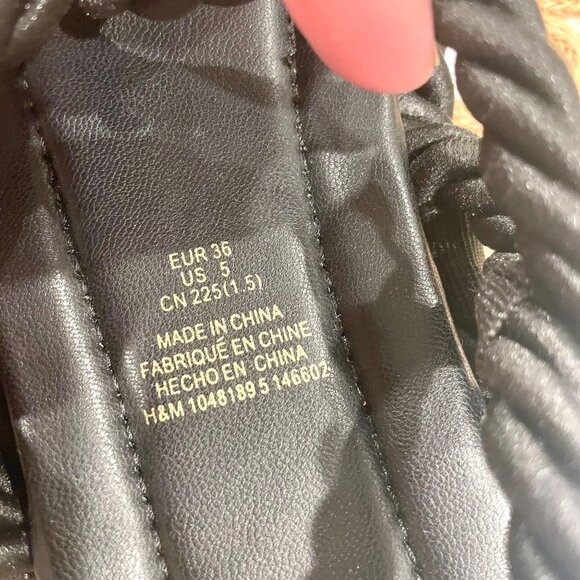 EUR 36
US 5
CN 225(1.5)
MADE IN CHINA
FABRIQUÉ EN CHINE
HECHO EN CHINA
H&M 1048189 5 146602